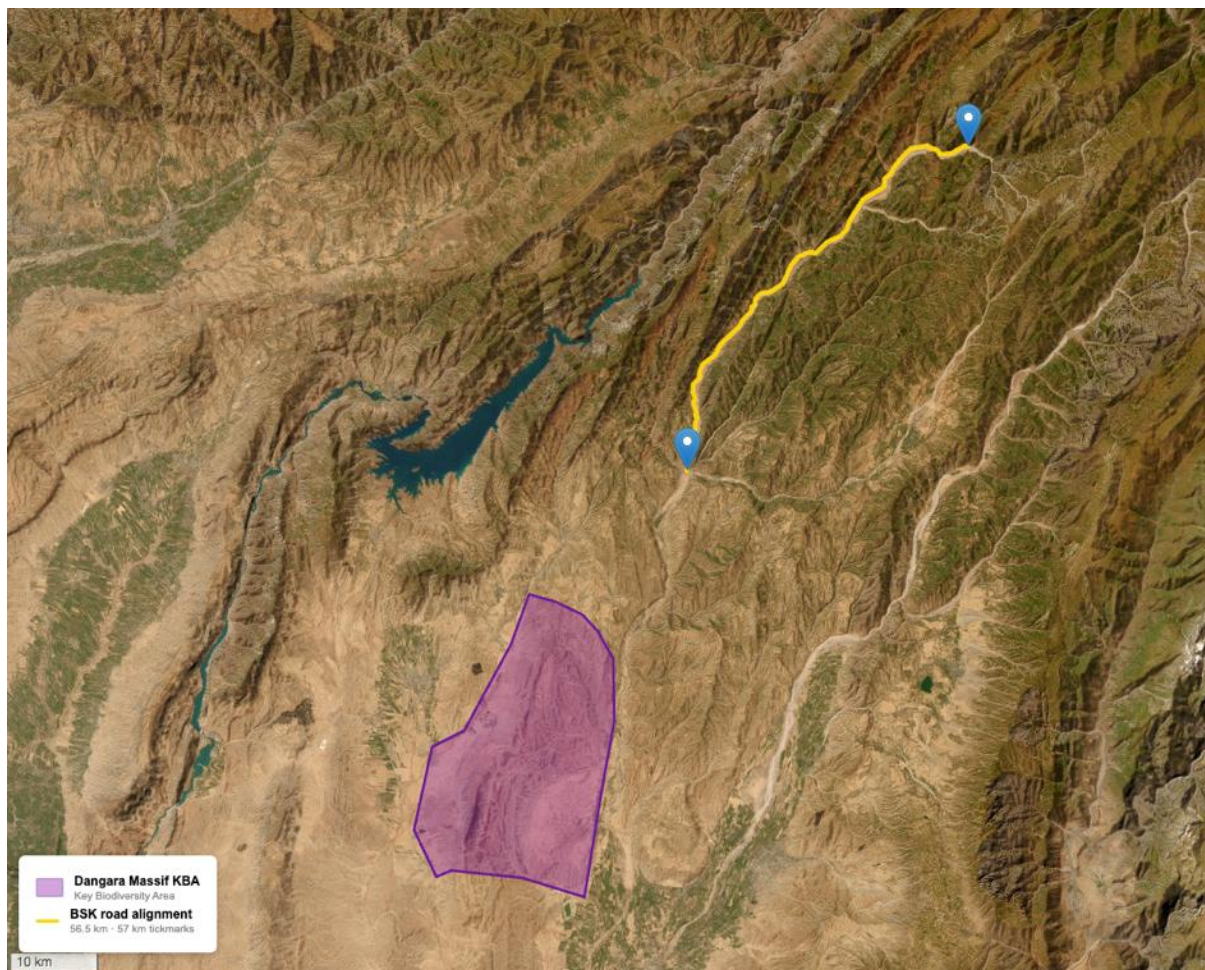 Dangara Massif KBA
Key Biodiversity Area
BSK road alignment
56.5 km - 57 km tickmarks
10 km